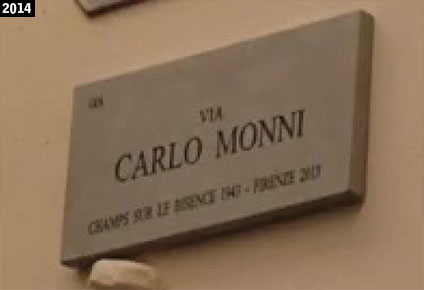 2014
VIA
CARLO MONNI
CHAMPS SUR LE BISENCE 1943 - FIRENZE 2013